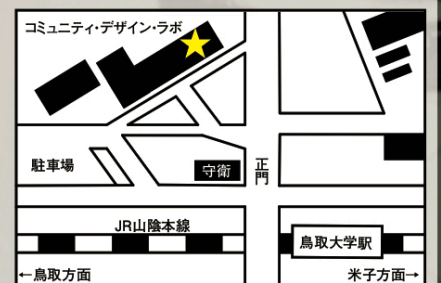 コミュニティ・デザイン・ラボ
駐車場
守衛
正門
JR山陰本線
鳥取大学駅
←鳥取方面
米子方面→